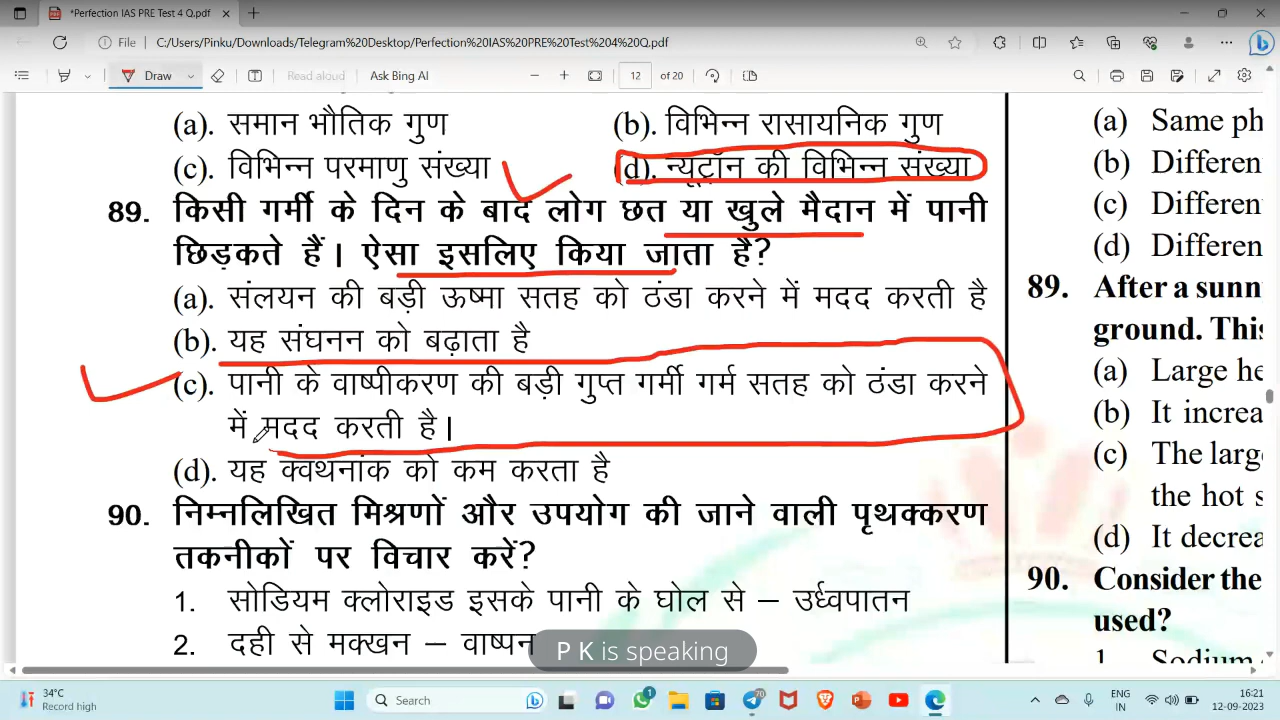 *Perfection IAS PRE Test 4 Q.pdf
File
C:/Users/Pinku/Downloads/Telegram%20Desktop/Perfection%20IAS%20PRE%20Test%204%20Q.pdf
Draw
Read aloud
Ask Bing AI
12 of 20
(a). समान भौतिक गुण
(b). विभिन्न रासायनिक गुण
(c). विभिन्न परमाणु संख्या
(d). न्यूट्रॉन की विभिन्न संख्या
89. किसी गर्मी के दिन के बाद लोग छत या खुले मैदान में पानी
छिड़कते हैं। ऐसा इसलिए किया जाता है?
(a). संलयन की बड़ी ऊष्मा सतह को ठंडा करने में मदद करती है
(b). यह संघनन को बढ़ाता है
(c). पानी के वाष्पीकरण की बड़ी गुप्त गर्मी गर्म सतह को ठंडा करने
में मदद करती है।
(d). यह क्वथनांक को कम करता है
90. निम्नलिखित मिश्रणों और उपयोग की जाने वाली पृथक्करण
तकनीकों पर विचार करें?
1. सोडियम क्लोराइड इसके पानी के घोल से – उर्ध्वपातन
2. दही से मक्खन – वाष्पन
(a) Same ph
(b) Differen
(c) Differen
(d) Differen
89. After a sunn
ground. This
(a) Large he
(b) It increa
(c) The larg
the hot s
(d) It decrea
90. Consider the
used?
1. Sodium
P K is speaking
34°C
Record high
Search
1
70
ENG
IN
16:21
12-09-2023